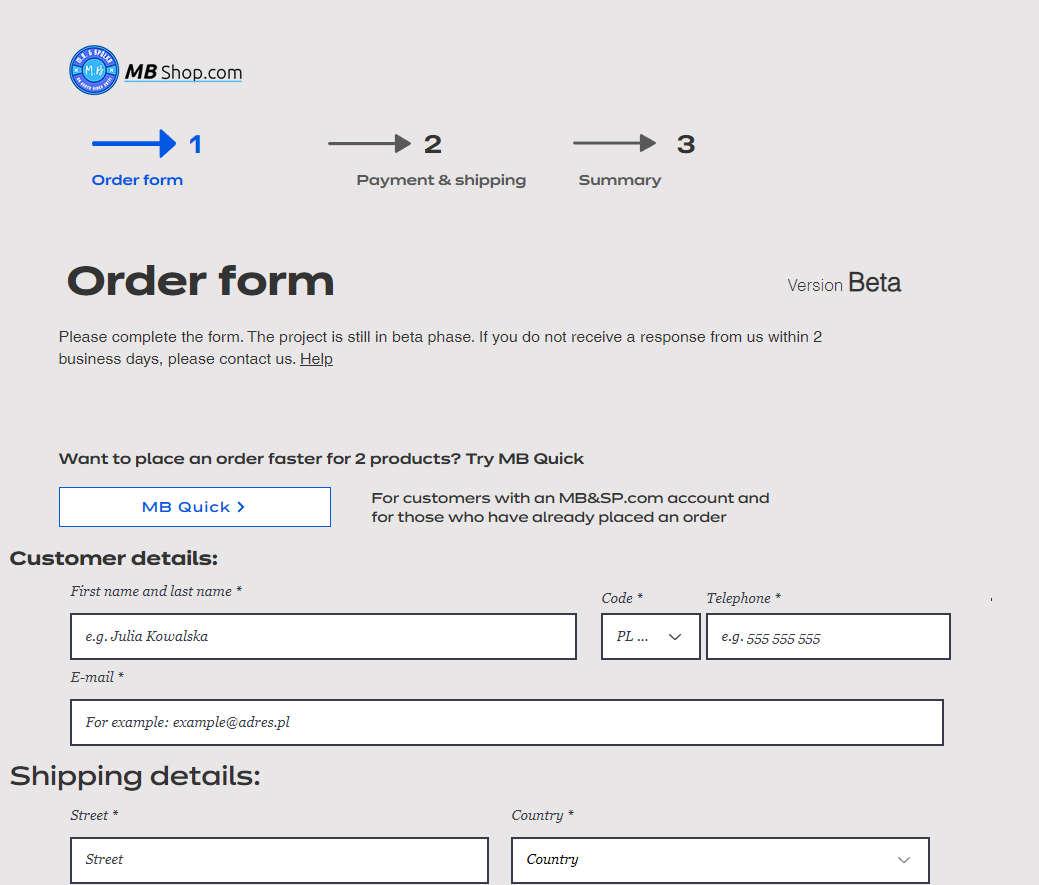 M.B. & SPÓŁKA
M.B
MB Shop.com
1
2
3
Order form
Payment & shipping
Summary
Order form
Version Beta
Please complete the form. The project is still in beta phase. If you do not receive a response from us within 2
business days, please contact us. Help
Want to place an order faster for 2 products? Try MB Quick
MB Quick >
For customers with an MB&SP.com account and
for those who have already placed an order
Customer details:
First name and last name *
Code *
Telephone *
e.g. Julia Kowalska
PL ...
e.g. 555 555 555
E-mail *
For example: example@adres.pl
Shipping details:
Street *
Country *
Street
Country